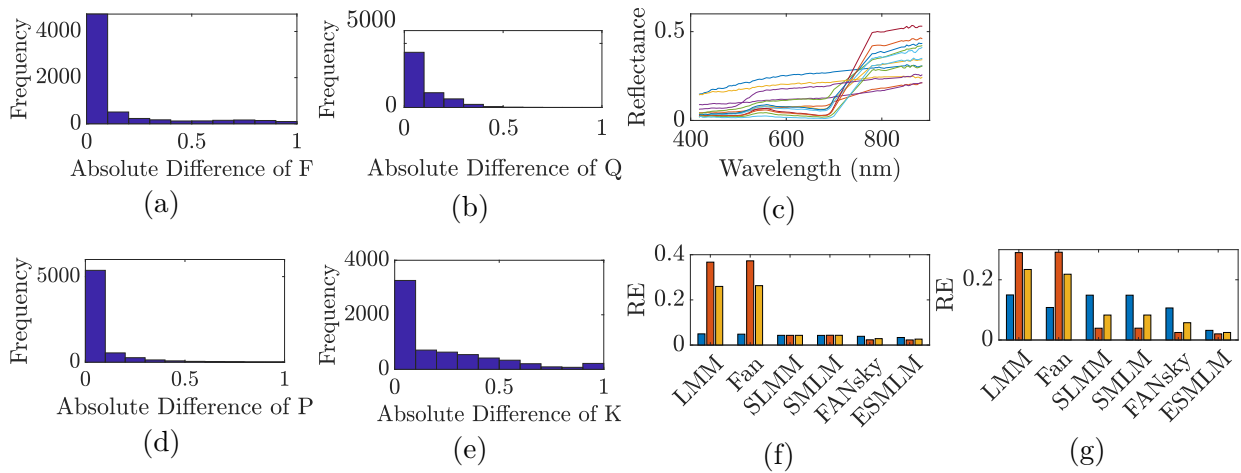 4000
2000
0
Frequency
0
0.5
1
Absolute Difference of F
(a)
5000
0
Frequency
0
0.5
1
Absolute Difference of Q
(b)
0.5
0
Reflectance
400
600
800
Wavelength (nm)
(c)
5000
0
Frequency
0
0.5
1
Absolute Difference of P
(d)
4000
2000
0
Frequency
0
0.5
1
Absolute Difference of K
(e)
0.4
0.2
0
RE
LMM
Fan
SLMM
SMLM
FANsky
ESMLM
(f)
0.2
0
RE
LMM
Fan
SLMM
SMLM
FANsky
ESMLM
(g)